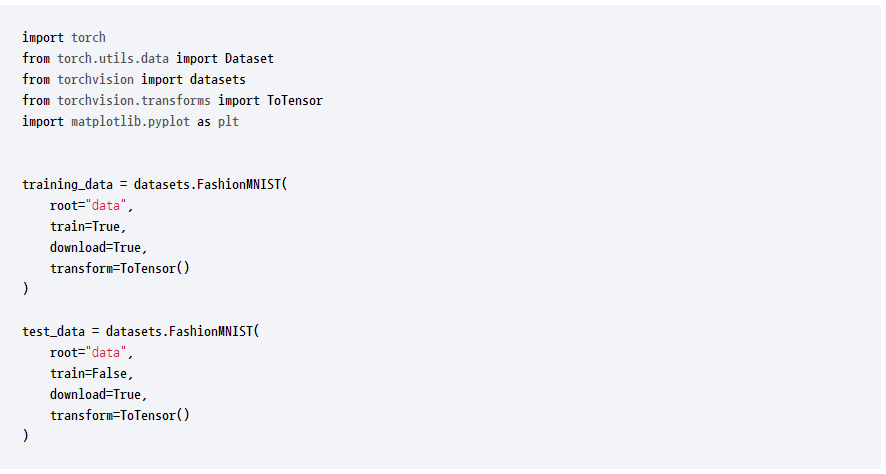 import torch
from torch.utils.data import Dataset
from torchvision import datasets
from torchvision.transforms import ToTensor
import matplotlib.pyplot as plt
training_data = datasets.FashionMNIST(
    root="data",
    train=True,
    download=True,
    transform=ToTensor()
)
test_data = datasets.FashionMNIST(
    root="data",
    train=False,
    download=True,
    transform=ToTensor()
)